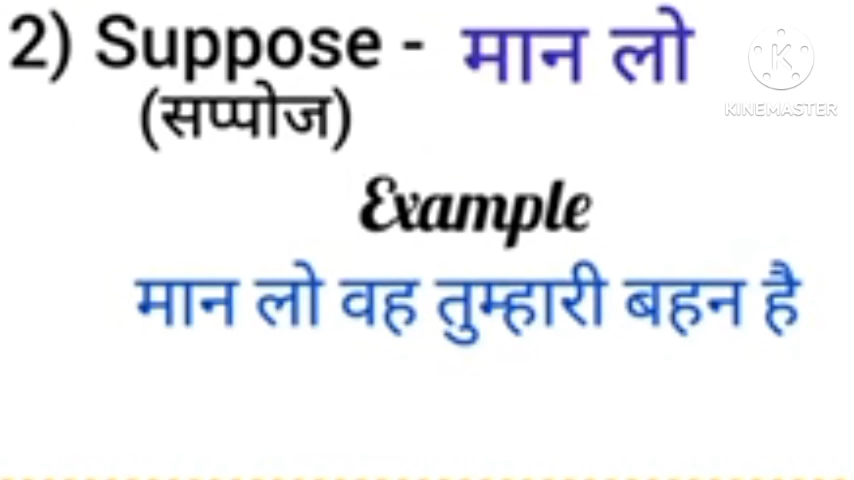 2) Suppose - मान लो
(सप्पोज)
KINEMASTER
Example
मान लो वह तुम्हारी बहन है